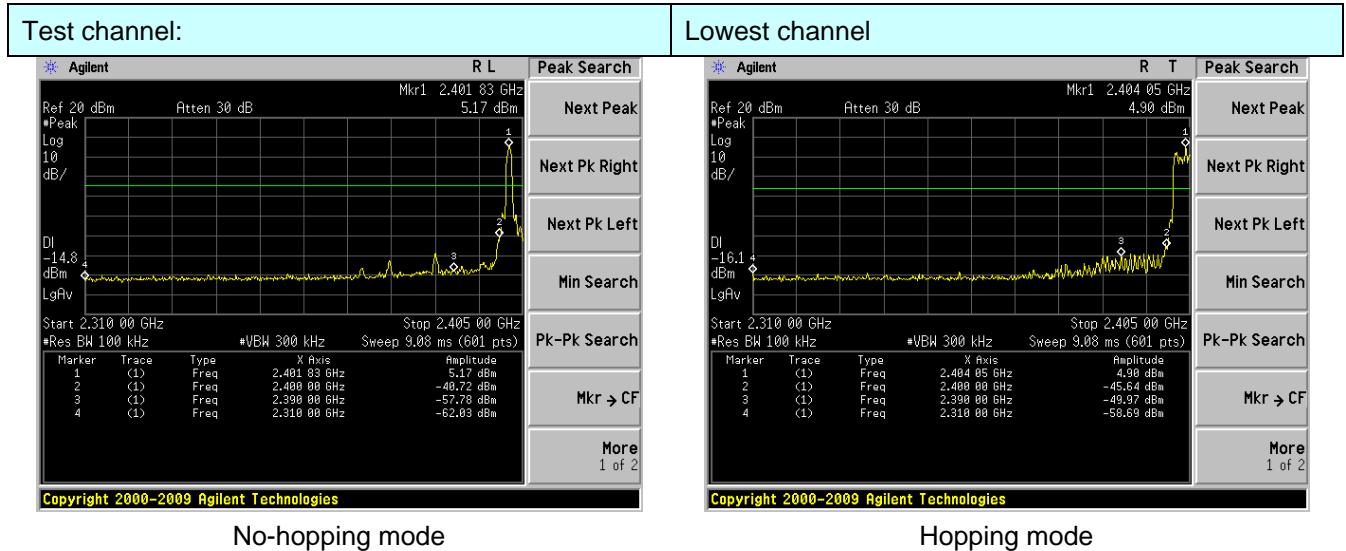 Test channel: Lowest channel
Agilent R L Peak Search
Mkr1 2.401 83 GHz
Ref 20 dBm Atten 30 dB 5.17 dBm
#Peak
Log
10
dB/
1
2
3
4
DI
-14.8
dBm
LgAv
Start 2.310 00 GHz Stop 2.405 00 GHz
#Res BW 100 kHz #VBW 300 kHz Sweep 9.08 ms (601 pts)
Marker Trace Type X Axis Amplitude
1 (1) Freq 2.401 83 GHz 5.17 dBm
2 (1) Freq 2.400 00 GHz -40.72 dBm
3 (1) Freq 2.390 00 GHz -57.78 dBm
4 (1) Freq 2.310 00 GHz -62.03 dBm
Next Peak
Next Pk Right
Next Pk Left
Min Search
Pk-Pk Search
Mkr → CF
More
1 of 2
Copyright 2000-2009 Agilent Technologies
No-hopping mode
Agilent R T Peak Search
Mkr1 2.404 05 GHz
Ref 20 dBm Atten 30 dB 4.90 dBm
#Peak
Log
10
dB/
1
2
3
4
DI
-16.1
dBm
LgAv
Start 2.310 00 GHz Stop 2.405 00 GHz
#Res BW 100 kHz #VBW 300 kHz Sweep 9.08 ms (601 pts)
Marker Trace Type X Axis Amplitude
1 (1) Freq 2.404 05 GHz 4.90 dBm
2 (1) Freq 2.400 00 GHz -45.64 dBm
3 (1) Freq 2.390 00 GHz -49.97 dBm
4 (1) Freq 2.310 00 GHz -58.69 dBm
Next Peak
Next Pk Right
Next Pk Left
Min Search
Pk-Pk Search
Mkr → CF
More
1 of 2
Copyright 2000-2009 Agilent Technologies
Hopping mode